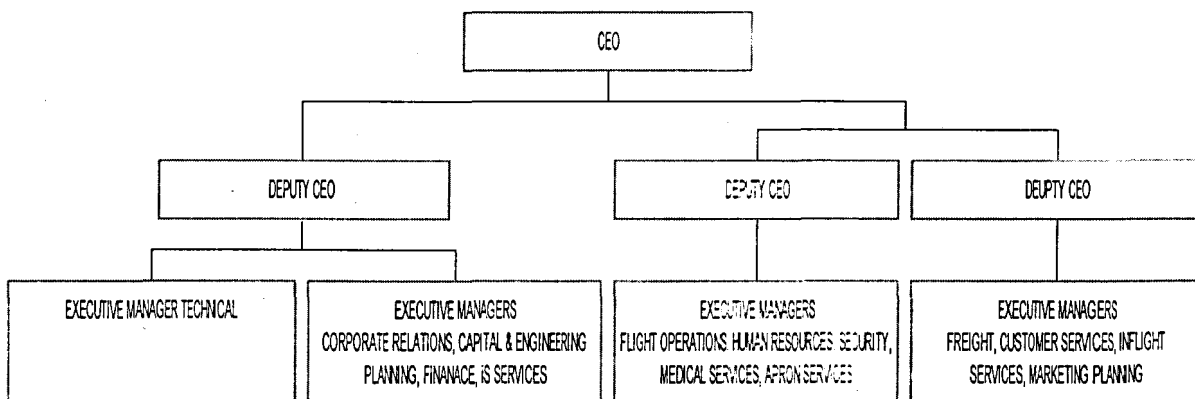 CEO
DEPUTY CEO
DEPUTY CEO
DEUPTY CEO
EXECUTIVE MANAGER TECHNICAL
EXECUTIVE MANAGERS
CORPORATE RELATIONS, CAPITAL & ENGINEERING
PLANNING, FINANACE, IS SERVICES
EXECUTIVE MANAGERS
FLIGHT OPERATIONS. HUMAN RESOURCES. SECURITY,
MEDICAL SERVICES, APRON SERVICES
EXECUTIVE MANAGERS
FREIGHT, CUSTOMER SERVICES, INFLIGHT
SERVICES, MARKETING PLANNING